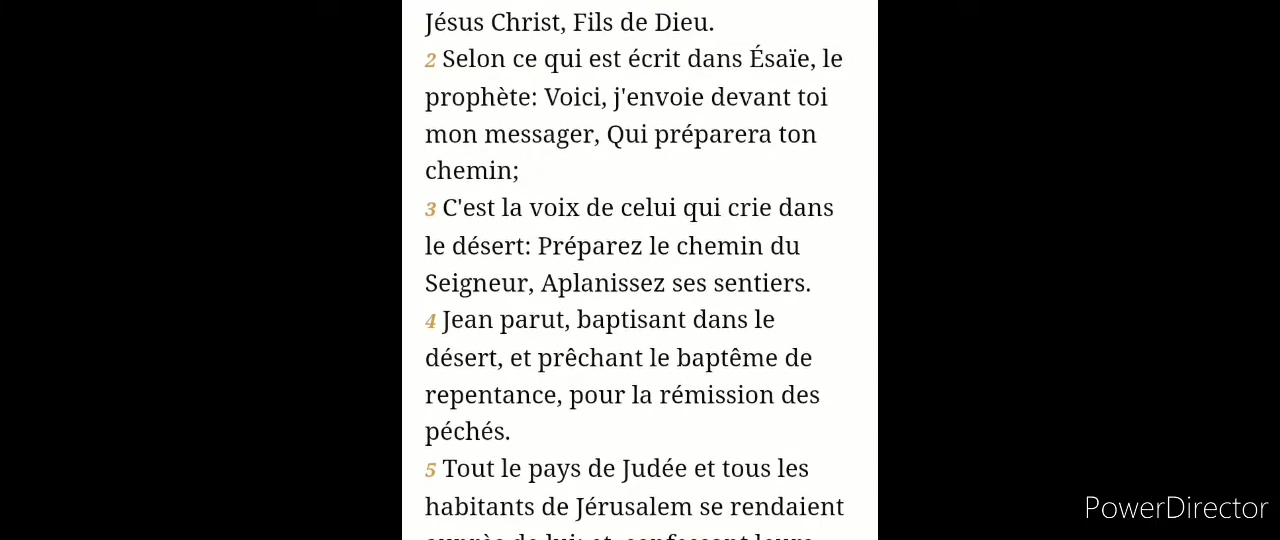 Jésus Christ, Fils de Dieu.
2 Selon ce qui est écrit dans Ésaïe, le
prophète: Voici, j'envoie devant toi
mon messager, Qui préparera ton
chemin;
3 C'est la voix de celui qui crie dans
le désert: Préparez le chemin du
Seigneur, Aplanissez ses sentiers.
4 Jean parut, baptisant dans le
désert, et prêchant le baptême de
repentance, pour la rémission des
péchés.
5 Tout le pays de Judée et tous les
habitants de Jérusalem se rendaient
PowerDirector